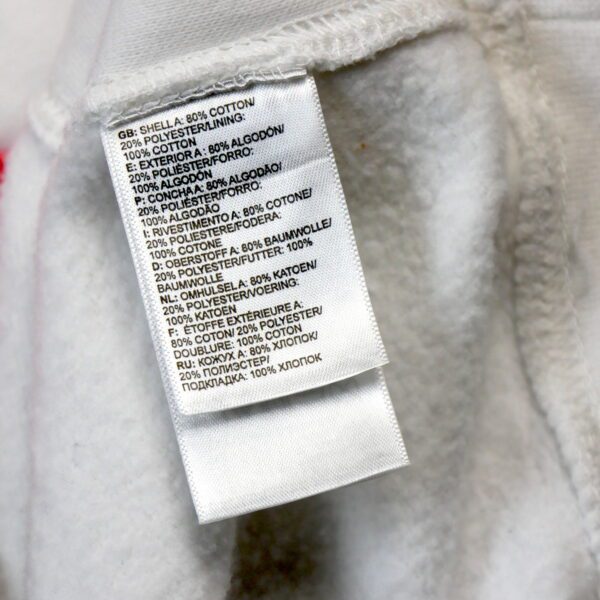 GB: SHELL A: 80% COTTON/
20% POLYESTER/LINING:
100% COTTON
E: EXTERIOR A : 80% ALGODÓN/
20% POLIÉSTER/FORRO:
100% ALGODÓN
P: CONCHA A: 80% ALGODÃO/
20% POLIÉSTER/FORRO:
100% ALGODÃO
I: RIVESTIMENTO A: 80% COTONE/
20% POLIESTERE/FODERA:
100% COTONE
D: OBERSTOFF A: 80% BAUMWOLLE/
20% POLYESTER/FUTTER: 100%
BAUMWOLLE
NL: OMHULSEL A: 80% KATOEN/
20% POLYESTER/VOERING:
100% KATOEN
F: ÉTOFFE EXTÉRIEURE A:
80% COTON/ 20% POLYESTER/
DOUBLURE: 100% COTON
RU: КОЖУХ A: 80% ХЛОПОК/
20% ПОЛИЭСТЕР/
ПОДКЛАДКА: 100% ХЛОПОК